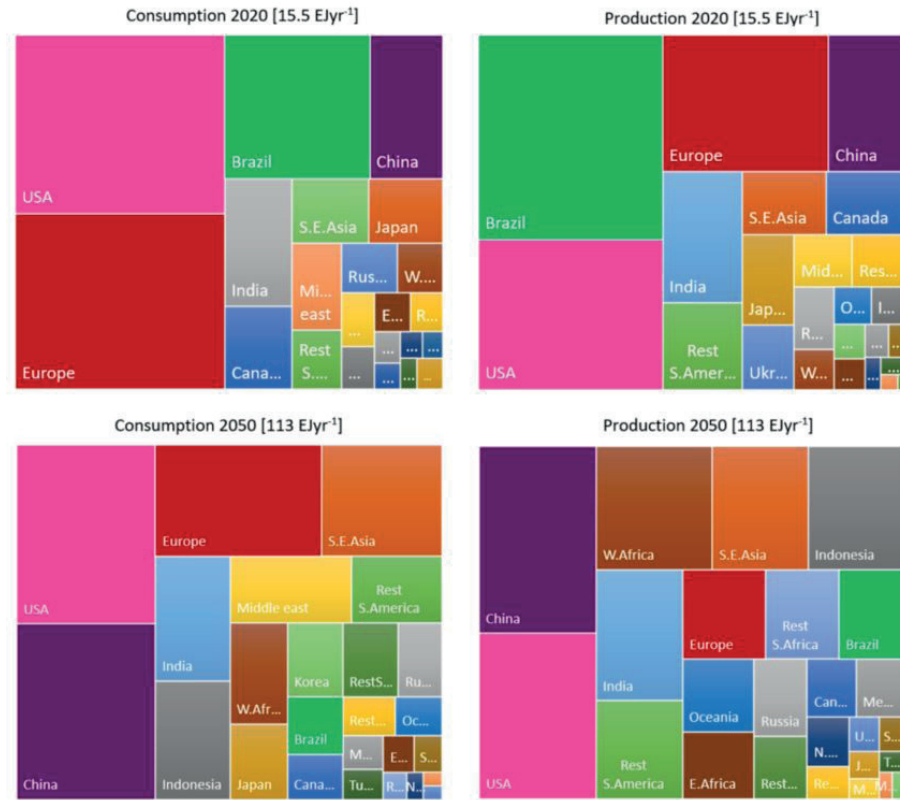 Consumption 2020 [15.5 EJyr⁻¹]
USA
Europe
Brazil
China
India
Cana...
S.E.Asia
Japan
Mi...
east
Rest
S....
Rus...
W....
...
E...
R...
...
...
...
...
...
...
...
Production 2020 [15.5 EJyr⁻¹]
Brazil
USA
Europe
China
India
Rest
S.Amer...
S.E.Asia
Canada
Jap...
Ukr...
Mid...
Res...
R...
W...
O...
I...
...
...
...
...
...
...
Consumption 2050 [113 EJyr⁻¹]
USA
China
Europe
S.E.Asia
India
Indonesia
Middle east
Rest
S.America
W.Afr...
Japan
Korea
Brazil
Cana...
RestS...
Ru...
Rest...
Oc...
M...
E...
S...
Tu...
R...
N...
Production 2050 [113 EJyr⁻¹]
China
USA
W.Africa
S.E.Asia
Indonesia
India
Rest
S.America
Europe
Rest
S.Africa
Brazil
Oceania
E.Africa
Russia
Rest...
Can...
Me...
N....
Re...
U...
S...
J...
T...
M...
M...